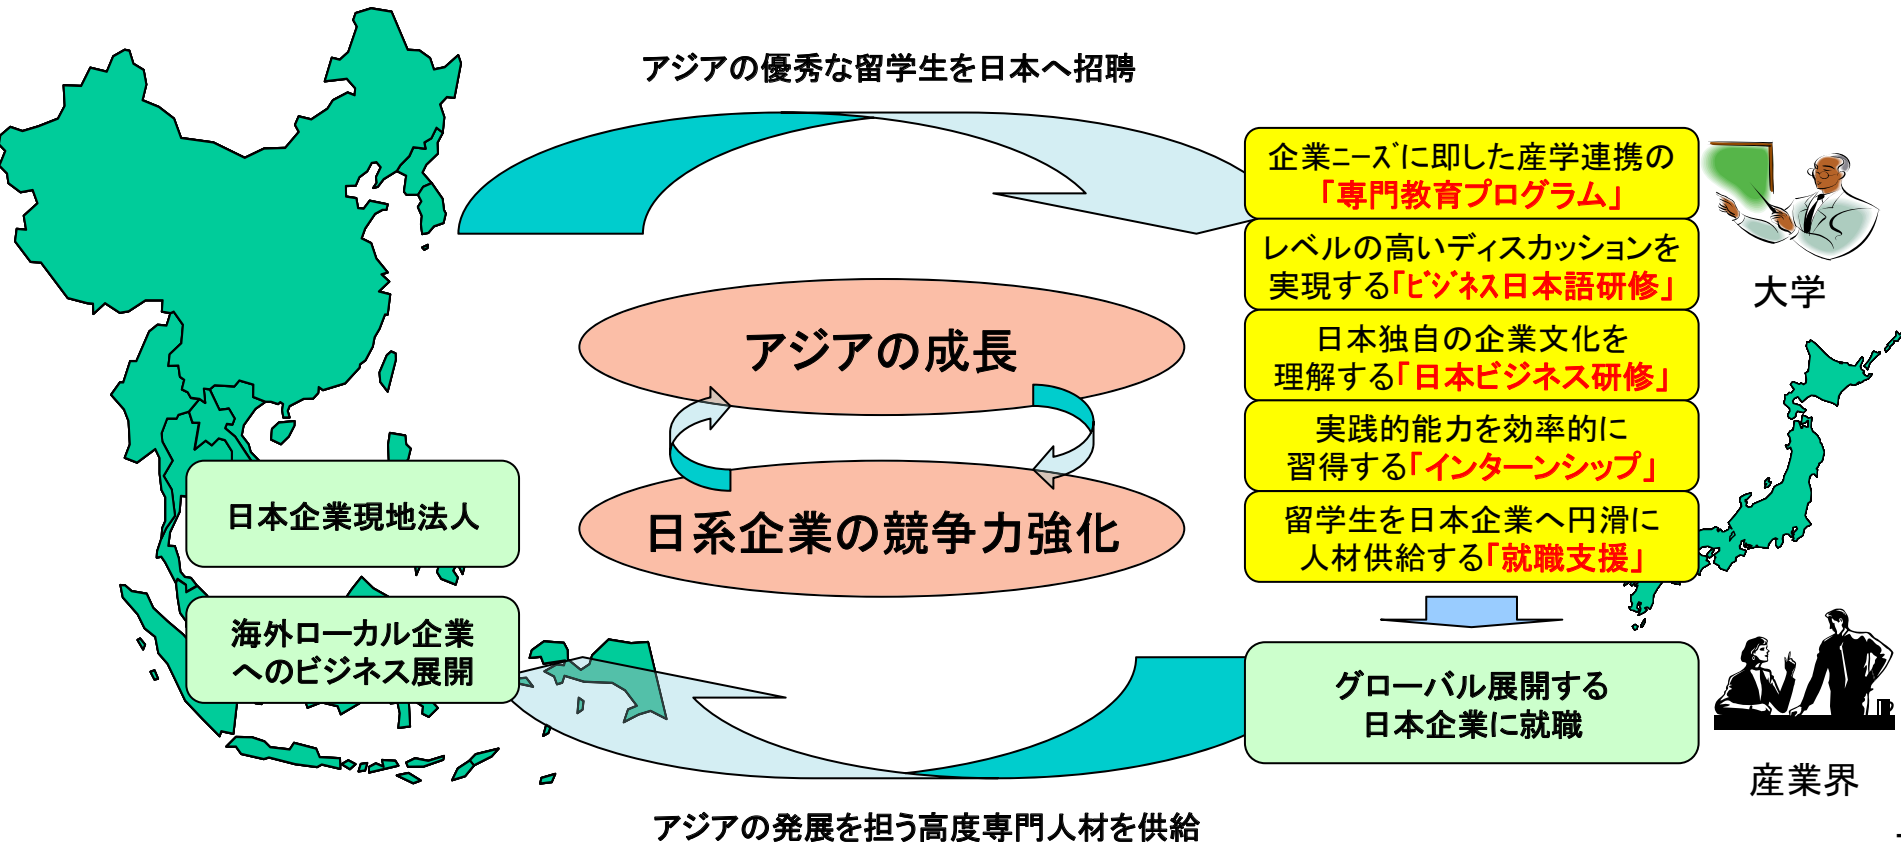 アジアの優秀な留学生を日本へ招聘
企業ﾆｰｽﾞに即した産学連携の
「専門教育プログラム」
レベルの高いディスカッションを
実現する「ﾋﾞｼﾞﾈｽ日本語研修」
大学
日本独自の企業文化を
理解する「日本ビジネス研修」
実践的能力を効率的に
習得する「インターンシップ」
留学生を日本企業へ円滑に
人材供給する「就職支援」
アジアの成長
日系企業の競争力強化
日本企業現地法人
海外ローカル企業
へのビジネス展開
グローバル展開する
日本企業に就職
産業界
アジアの発展を担う高度専門人材を供給